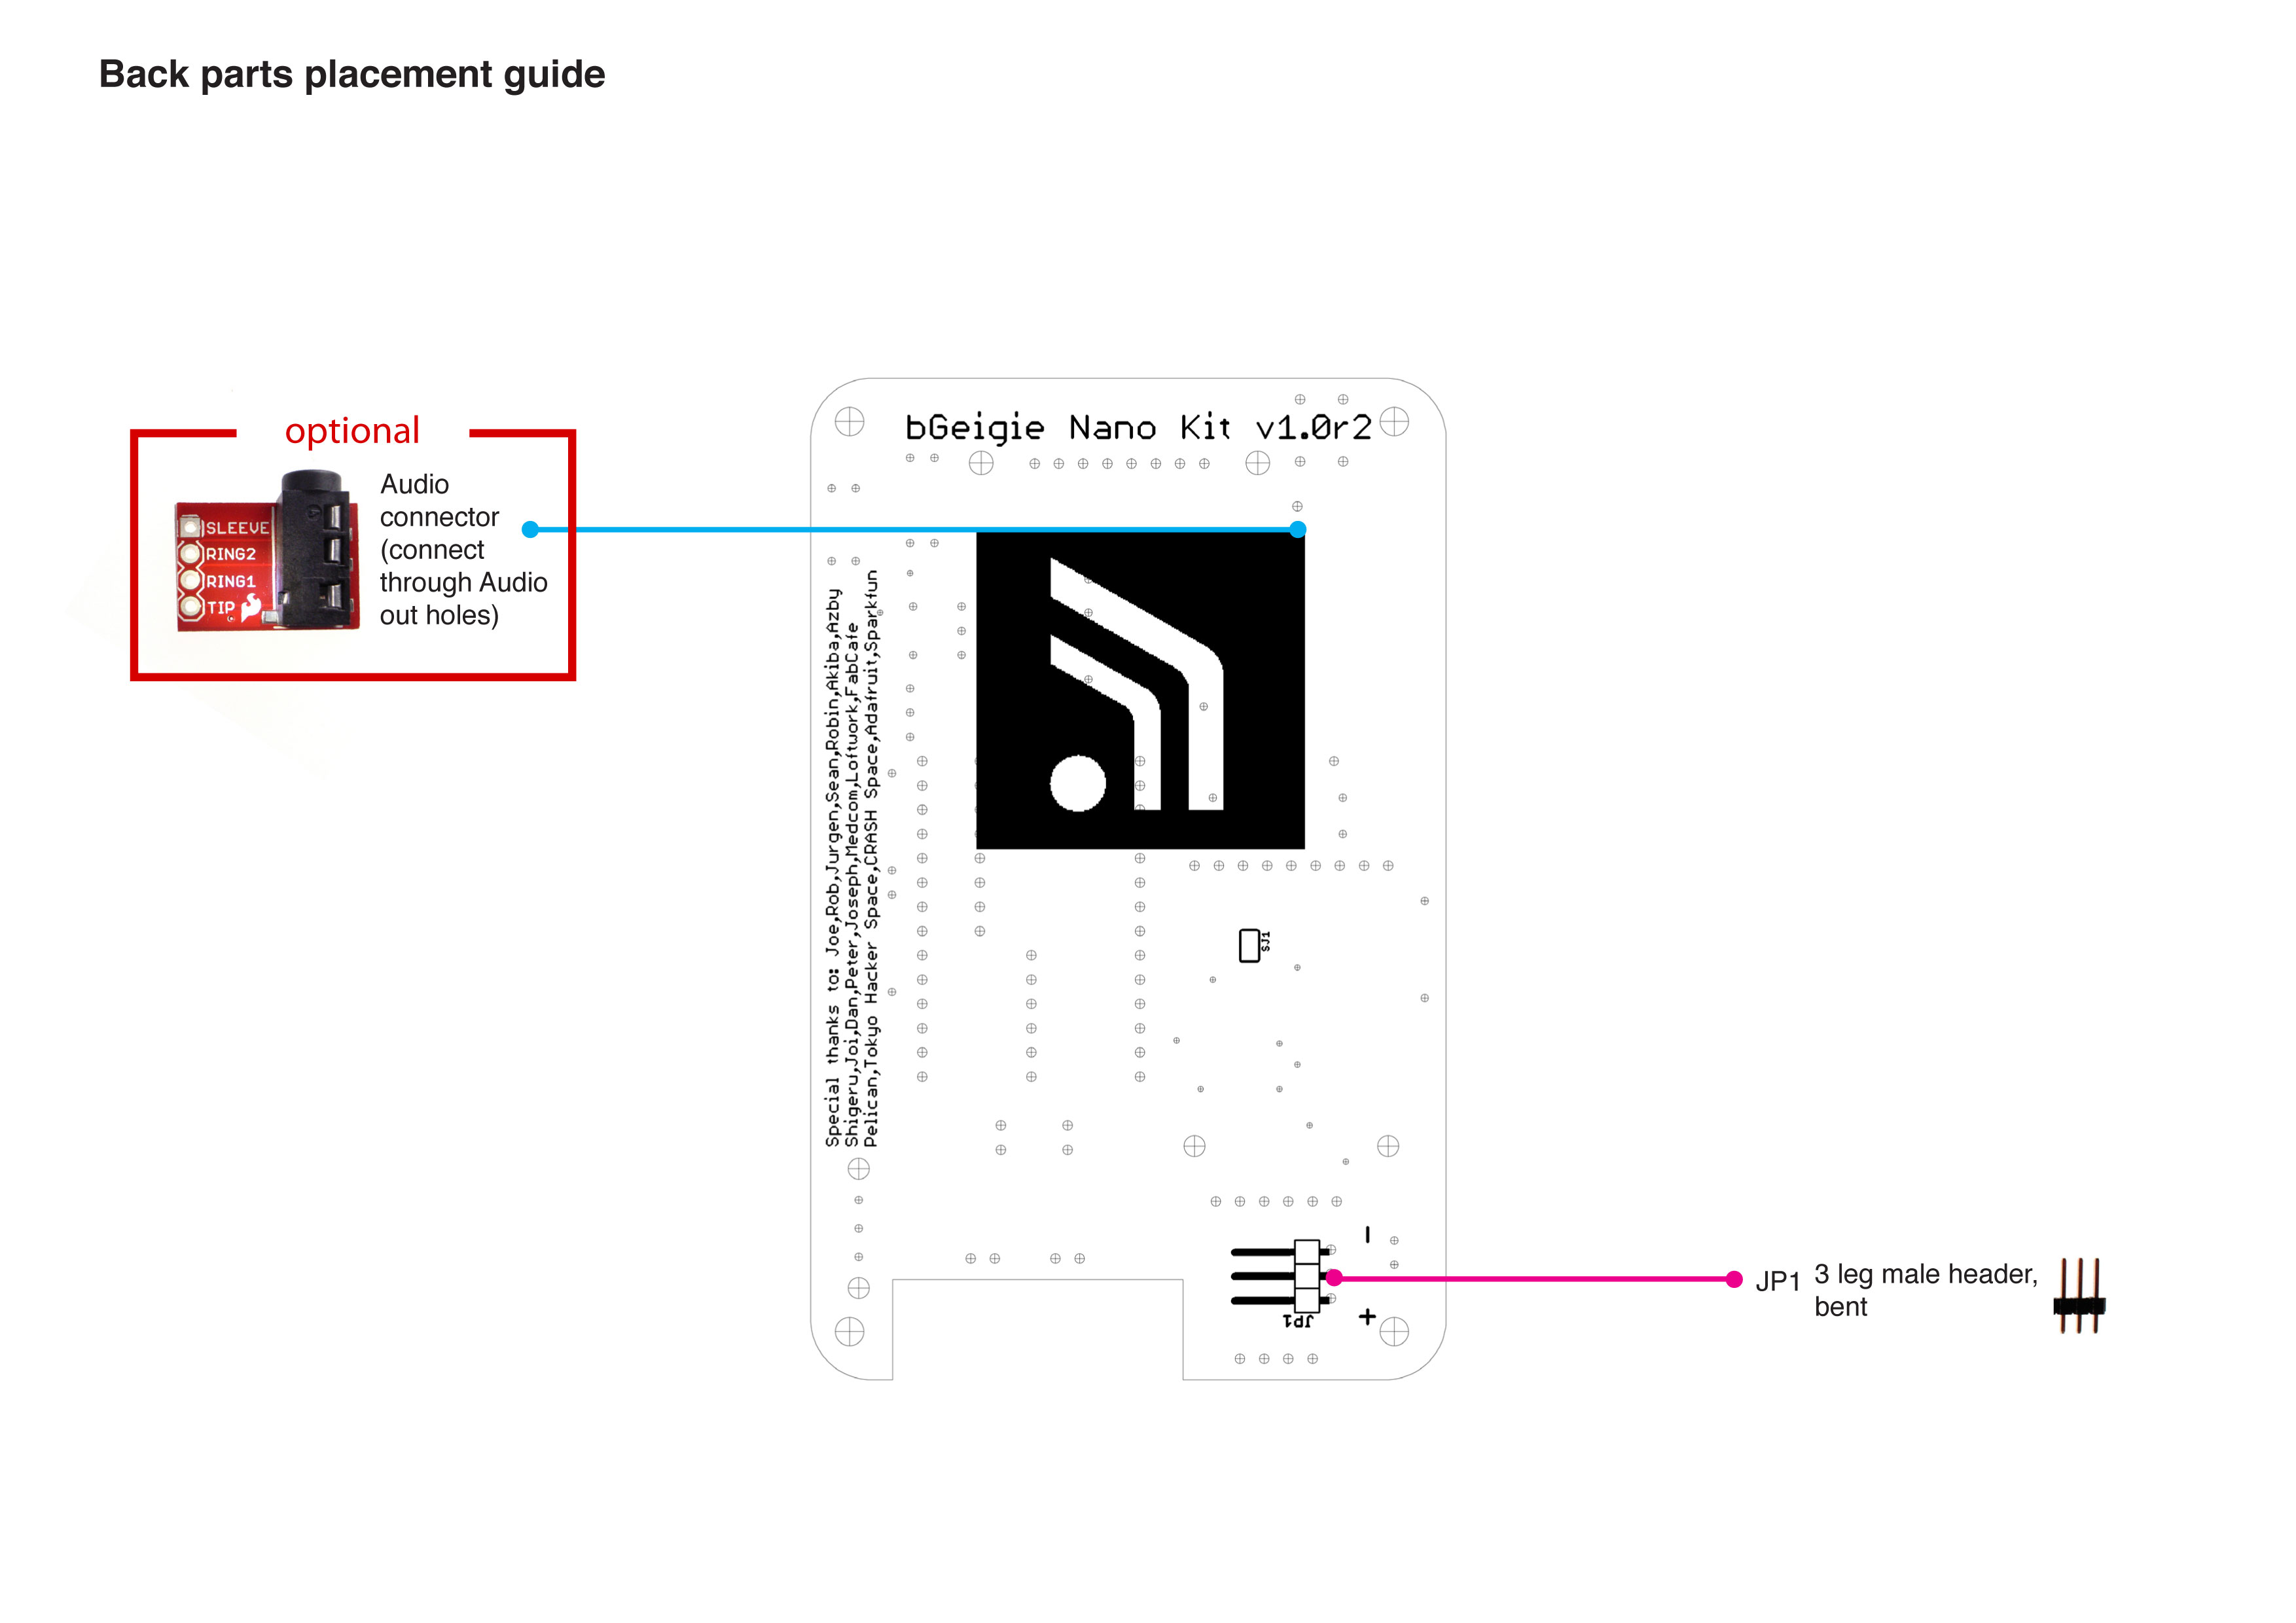 Back parts placement guide
optional
SLEEVE
RING2
RING1
TIP
Audio
connector
(connect
through Audio
out holes)
bGeigie Nano Kit v1.0r2
Special thanks to: Joe,Rob,Jurgen,Sean,Robin,Akiba,Azby
Shigeru,Joi,Dan,Peter,Joseph,Medcom,Loftwork,FabCafe
Pelican,Tokyo Hacker Space,CRASH Space,Adafruit,Sparkfun
SJ1
-
+
JP1
JP1 3 leg male header,
bent